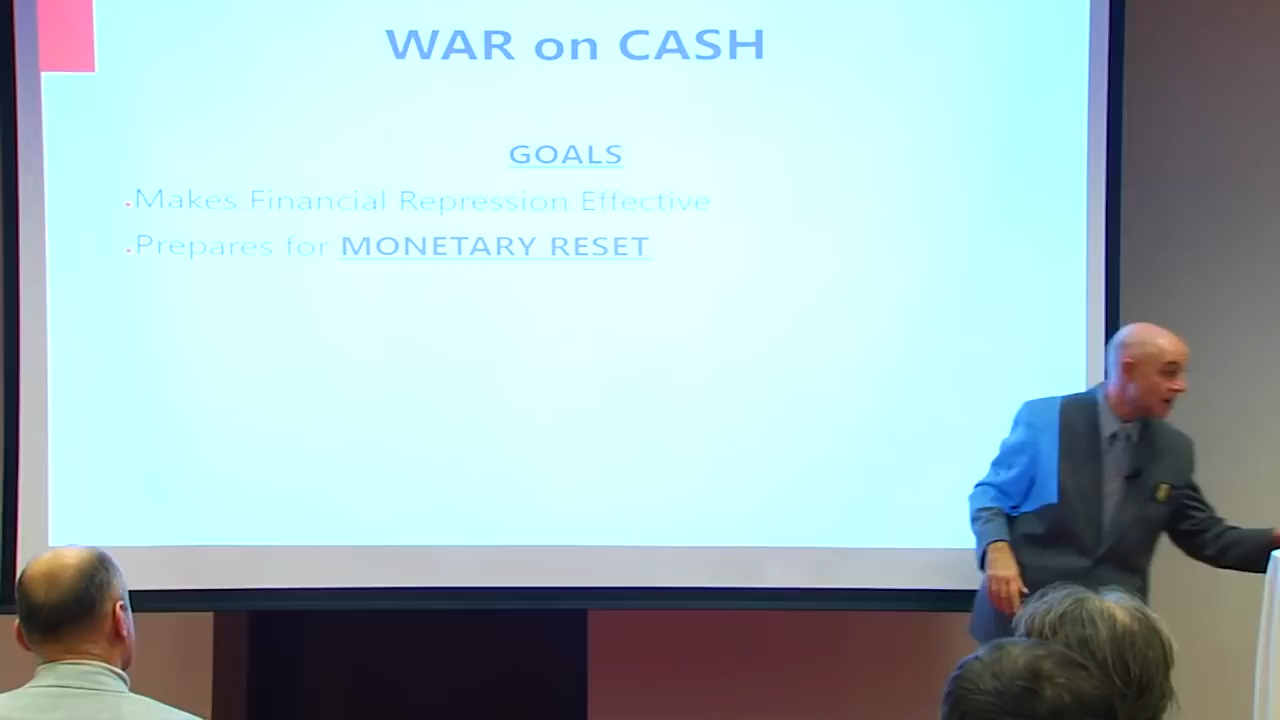 WAR on CASH
GOALS
.Makes Financial Repression Effective
.Prepares for MONETARY RESET